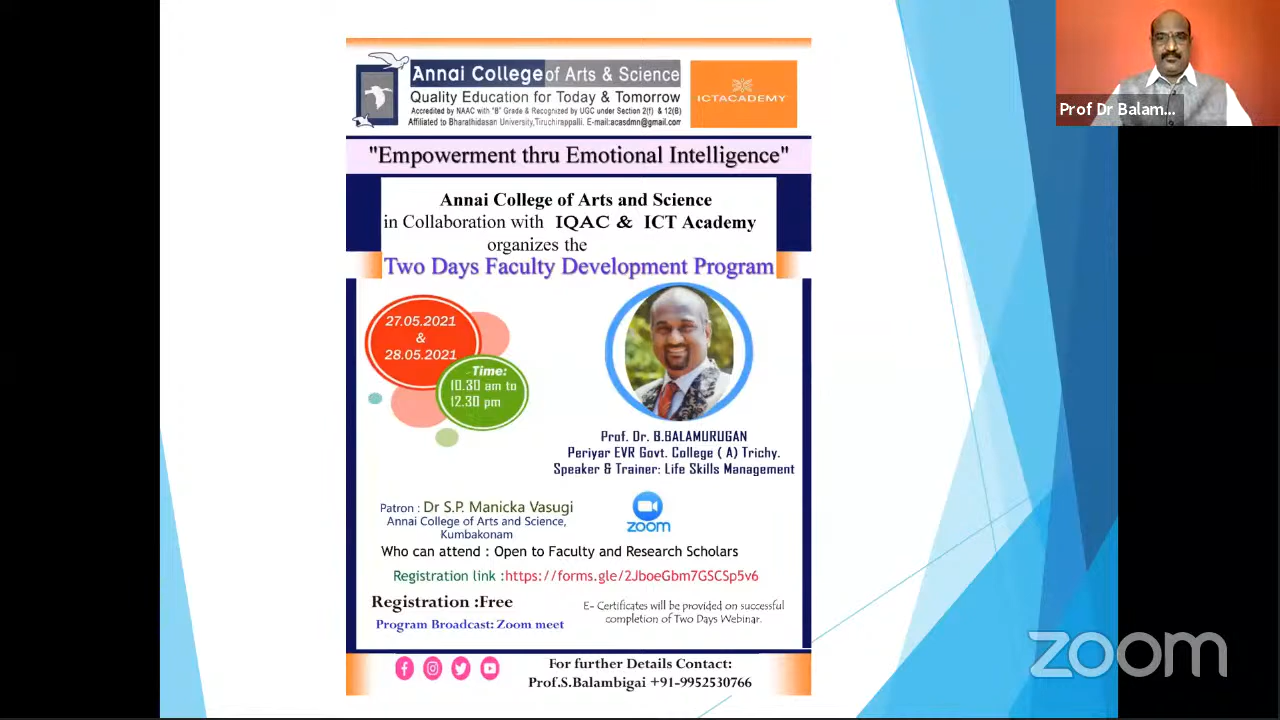 Annai College of Arts & Science
Quality Education for Today & Tomorrow
Accredited by NAAC with "B" Grade & Recognized by UGC under Section 2(f) & 12(B)
Affiliated to Bharathidasan University,Tiruchirappalli. E-mail:acasdmn@gmail.com
ICTACADEMY
"Empowerment thru Emotional Intelligence"
Annai College of Arts and Science
in Collaboration with IQAC & ICT Academy
organizes the
Two Days Faculty Development Program
27.05.2021
&
28.05.2021
Time:
10.30 am to
12.30 pm
Prof. Dr. B.BALAMURUGAN
Periyar EVR Govt. College ( A) Trichy.
Speaker & Trainer: Life Skills Management
Patron : Dr S.P. Manicka Vasugi
Annai College of Arts and Science,
Kumbakonam
zoom
Who can attend : Open to Faculty and Research Scholars
Registration link :https://forms.gle/2JboeGbm7GSCSp5v6
Registration :Free
Program Broadcast: Zoom meet
E- Certificates will be provided on successful
completion of Two Days Webinar.
For further Details Contact:
Prof.S.Balambigai +91-9952530766
Prof Dr Balam...
zoom